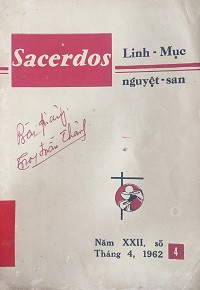 Sacerdos
Linh - Mục
nguyệt - san
Năm XXII, số
Tháng 4, 1962
4